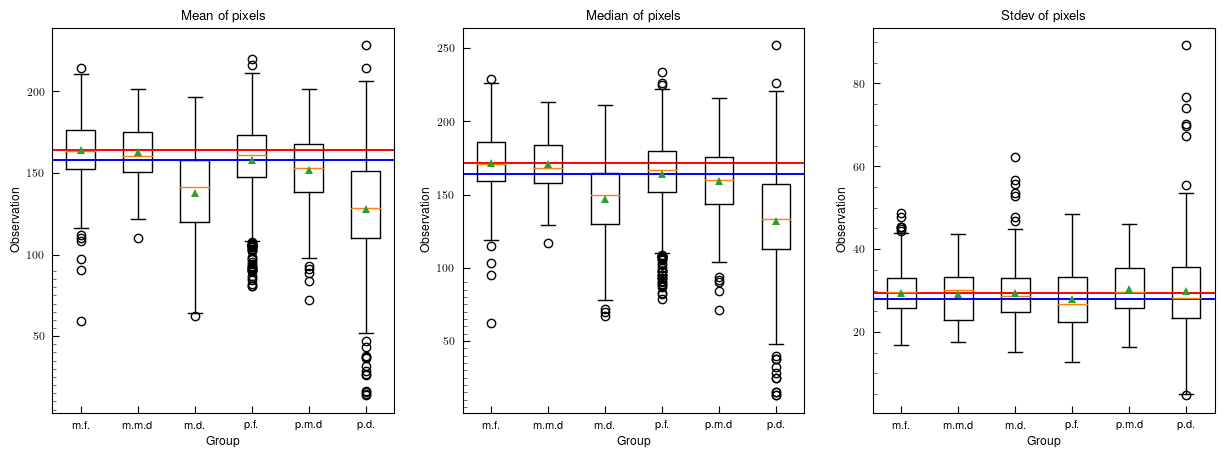 Mean of pixels
Observation
200
150
100
50
m.f.
m.m.d
m.d.
p.f.
p.m.d
p.d.
Group
Median of pixels
Observation
250
200
150
100
50
m.f.
m.m.d
m.d.
p.f.
p.m.d
p.d.
Group
Stdev of pixels
Observation
80
60
40
20
m.f.
m.m.d
m.d.
p.f.
p.m.d
p.d.
Group